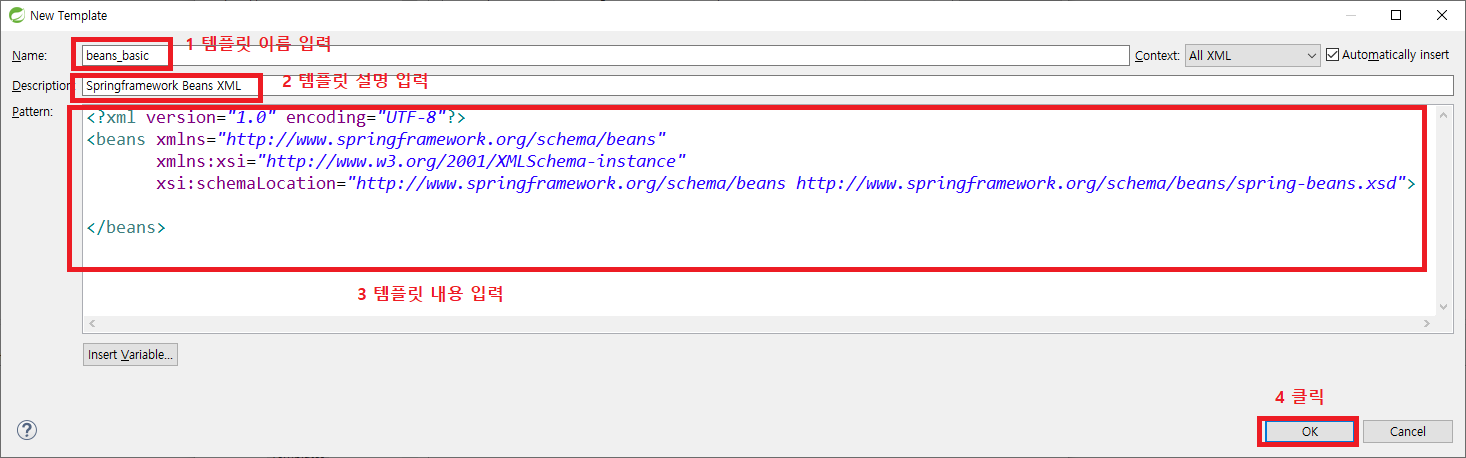 New Template
1 템플릿 이름 입력
Name: beans_basic Context: All XML Automatically insert
2 템플릿 설명 입력
Description: Springframework Beans XML
Pattern:
<?xml version="1.0" encoding="UTF-8"?>
<beans xmlns="http://www.springframework.org/schema/beans"
xmlns:xsi="http://www.w3.org/2001/XMLSchema-instance"
xsi:schemaLocation="http://www.springframework.org/schema/beans http://www.springframework.org/schema/beans/spring-beans.xsd">
</beans>
3 템플릿 내용 입력
Insert Variable...
4 클릭
OK Cancel